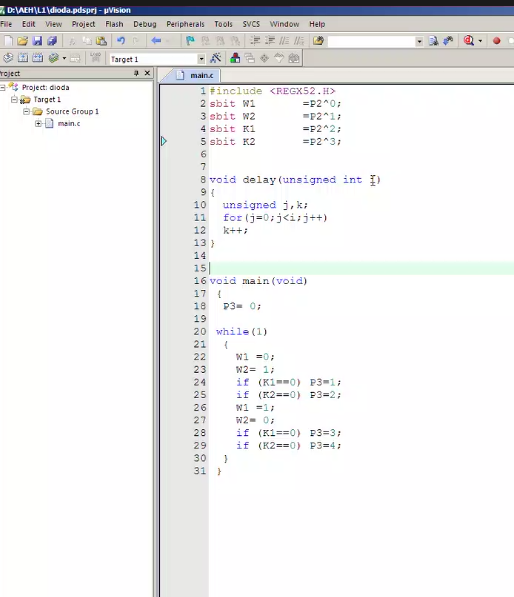 D:\AEH\L1\dioda.pdsprj - µVision
File Edit View Project Flash Debug Peripherals Tools SVCS Window Help
Target 1
Project
main.c
Project: dioda
Target 1
Source Group 1
main.c
1 #include <REGX52.H>
2 sbit W1 =P2^0;
3 sbit W2 =P2^1;
4 sbit K1 =P2^2;
5 sbit K2 =P2^3;
6
7
8 void delay(unsigned int i)
9 {
10 unsigned j,k;
11 for(j=0;j<i;j++)
12 k++;
13 }
14
15
16 void main(void)
17 {
18 P3= 0;
19
20 while(1)
21 {
22 W1 =0;
23 W2= 1;
24 if (K1==0) P3=1;
25 if (K2==0) P3=2;
26 W1 =1;
27 W2= 0;
28 if (K1==0) P3=3;
29 if (K2==0) P3=4;
30 }
31 }